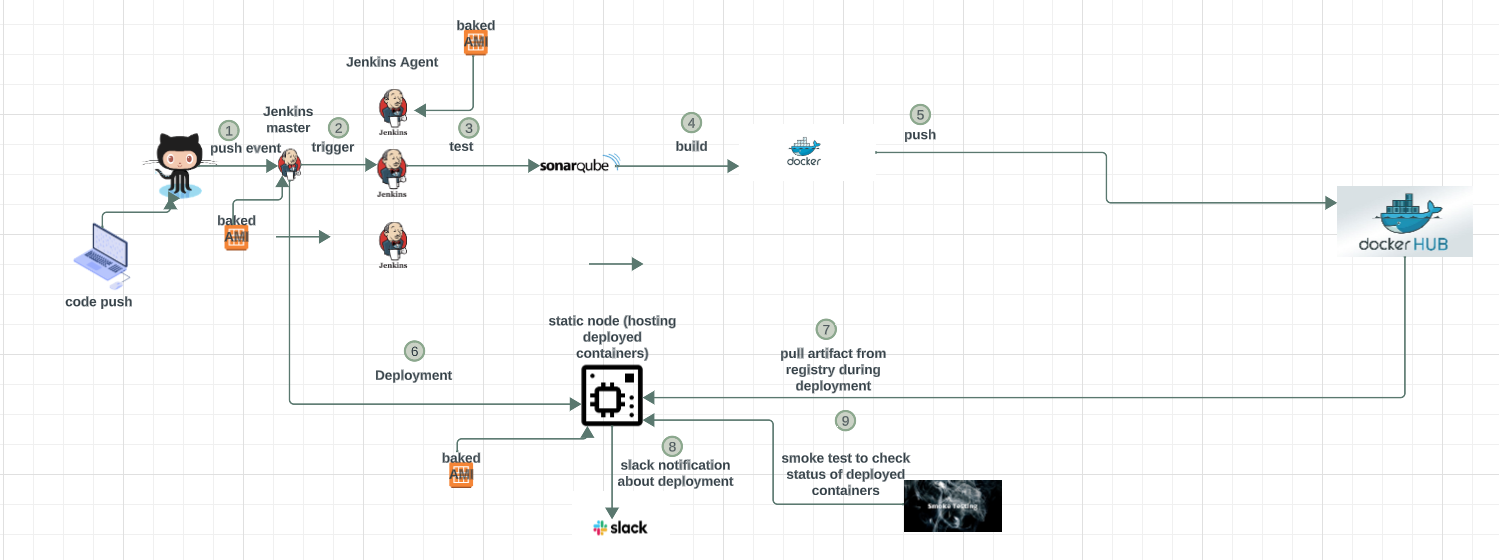 baked
AMI
Jenkins Agent
Jenkins
Jenkins
master
1
push event
2
trigger
3
test
4
build
5
push
sonarqube
docker
Jenkins
baked
AMI
Jenkins
docker HUB
code push
static node (hosting
deployed
containers)
6
Deployment
7
pull artifact from
registry during
deployment
9
smoke test to check
status of deployed
containers
8
slack notification
about deployment
baked
AMI
Smoke Testing
slack